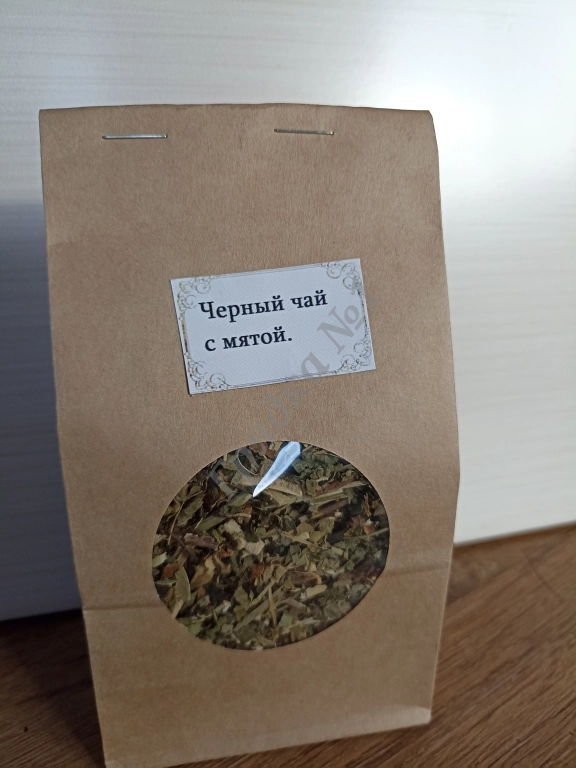 Черный чай
с мятой.